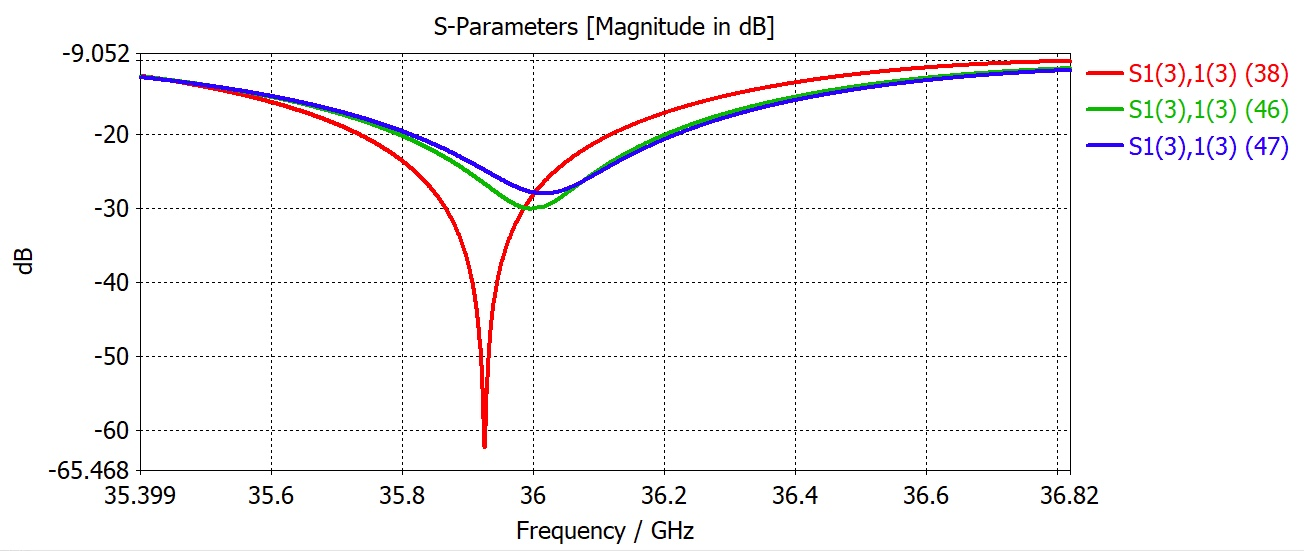 S-Parameters [Magnitude in dB]
-9.052
-20
-30
-40
-50
-60
-65.468
dB
35.399 35.6 35.8 36 36.2 36.4 36.6 36.82
Frequency / GHz
S1(3),1(3) (38)
S1(3),1(3) (46)
S1(3),1(3) (47)